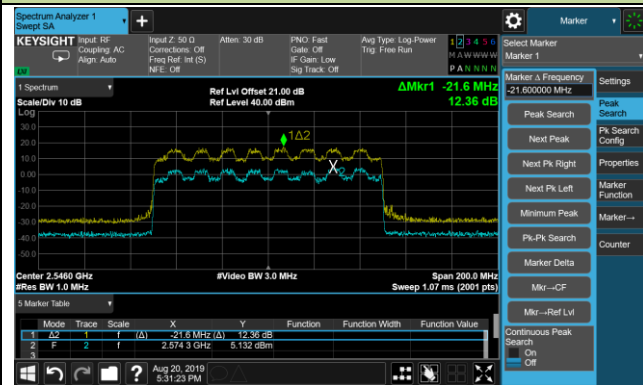 Spectrum Analyzer 1
Swept SA
+
Marker
KEYSIGHT
Input: RF
Coupling: AC
Align: Auto
Input Z: 50 Ω
Corrections: Off
Freq Ref: Int (S)
NFE: Off
Atten: 30 dB
PNO: Fast
Gate: Off
IF Gain: Low
Sig Track: Off
Avg Type: Log-Power
Trig: Free Run
1 2 3 4 5 6
M A W W W W
P A N N N N
Select Marker
Marker 1
LXI
1 Spectrum
Scale/Div 10 dB
Ref Lvl Offset 21.00 dB
Ref Level 40.00 dBm
ΔMkr1 -21.6 MHz
12.36 dB
Log
30.0
20.0
10.0
0.00
-10.0
-20.0
-30.0
-40.0
-50.0
1Δ2
X2
Center 2.5460 GHz
#Res BW 1.0 MHz
#Video BW 3.0 MHz
Span 200.0 MHz
Sweep 1.07 ms (2001 pts)
5 Marker Table
Mode Trace Scale X Y Function Function Width Function Value
1 Δ2 1 f (Δ) -21.6 MHz (Δ) 12.36 dB
2 F 2 f 2.574 3 GHz 5.132 dBm
3
Aug 20, 2019
5:31:23 PM
Marker Δ Frequency
-21.600000 MHz
Peak Search
Next Peak
Next Pk Right
Next Pk Left
Minimum Peak
Pk-Pk Search
Marker Delta
Mkr→CF
Mkr→Ref Lvl
Continuous Peak
Search
On
Off
Settings
Peak
Search
Pk Search
Config
Properties
Marker
Function
Marker→
Counter